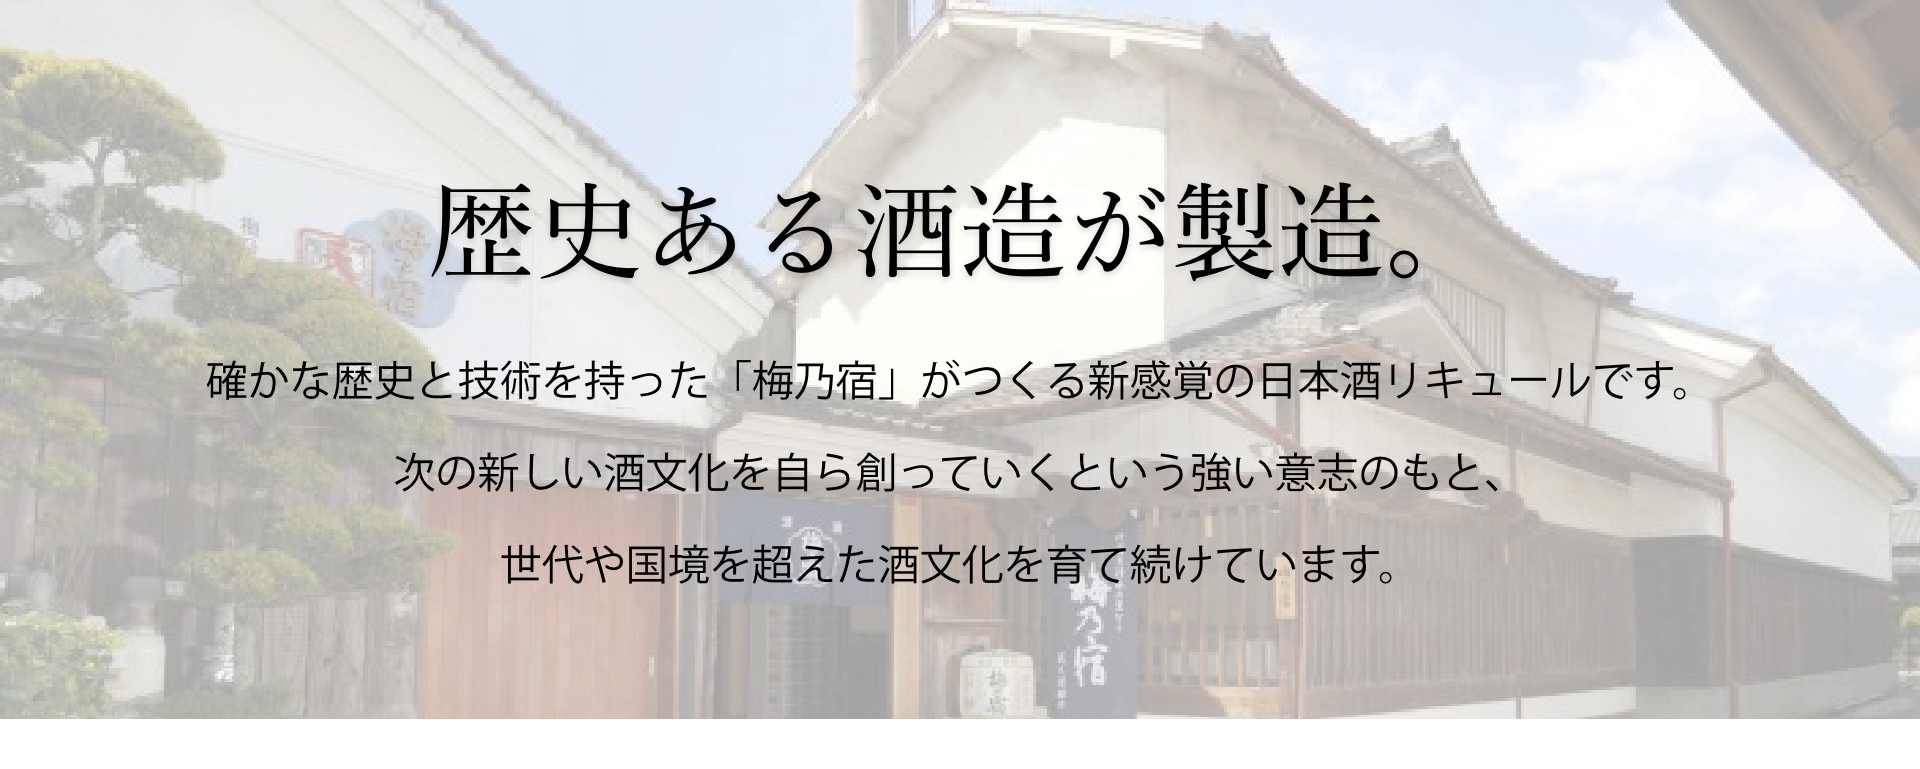 歴史ある酒造が製造。
確かな歴史と技術を持った「梅乃宿」がつくる新感覚の日本酒リキュールです。
次の新しい酒文化を自ら創っていくという強い意志のもと、
世代や国境を超えた酒文化を育て続けています。
梅乃宿